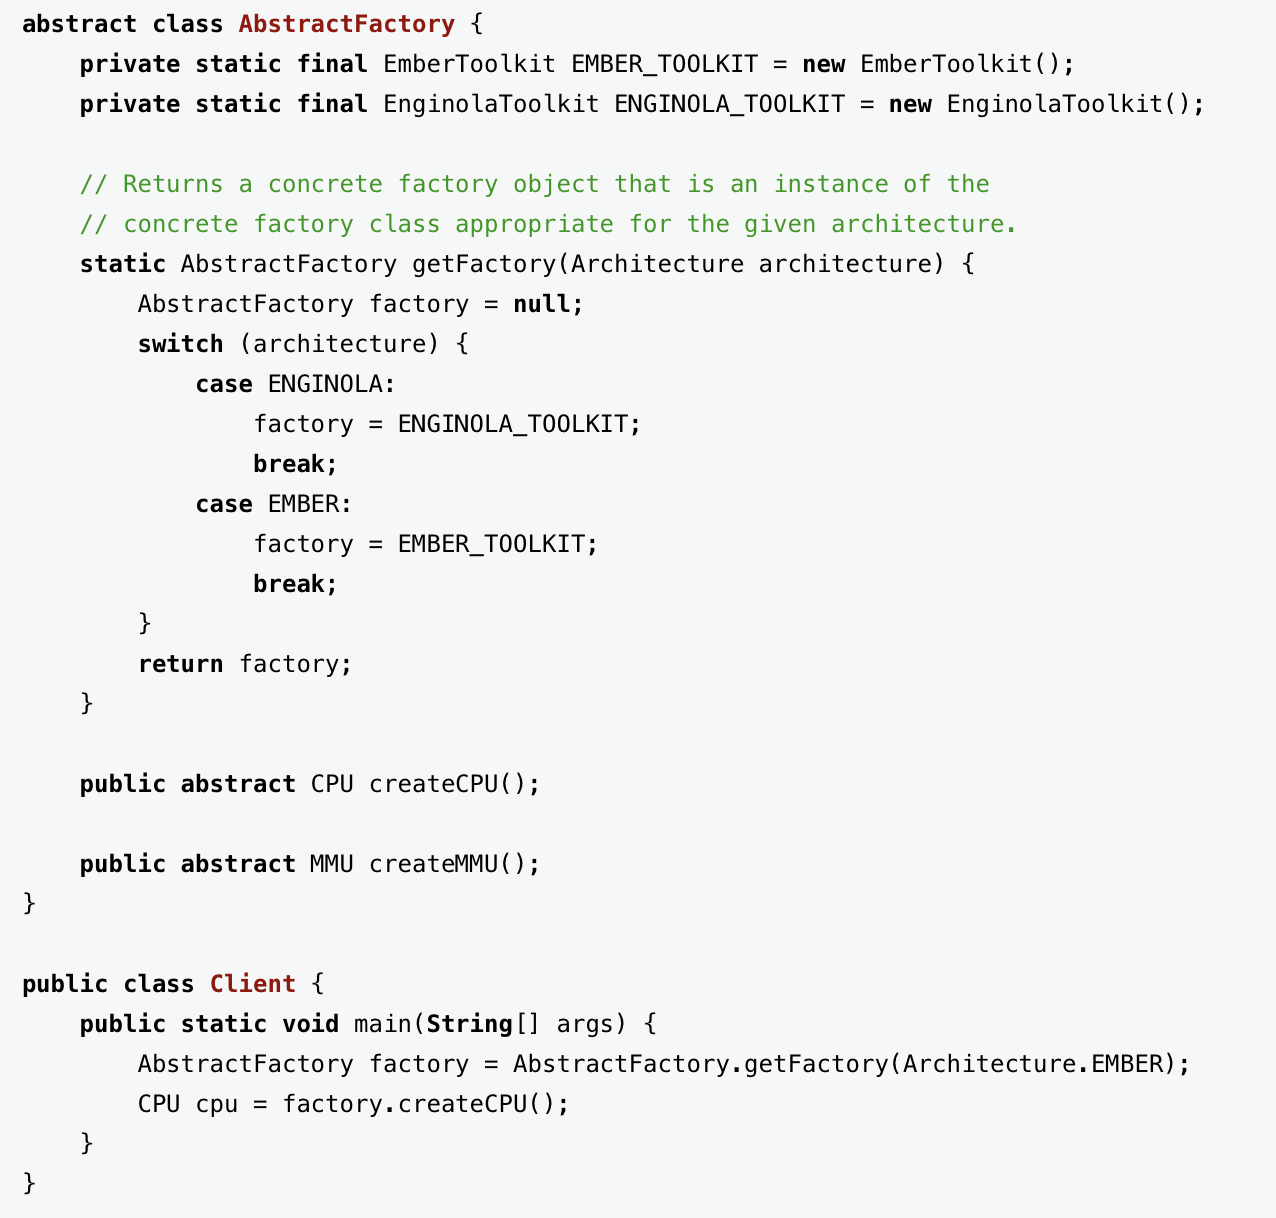 abstract class AbstractFactory {
    private static final EmberToolkit EMBER_TOOLKIT = new EmberToolkit();
    private static final EnginolaToolkit ENGINOLA_TOOLKIT = new EnginolaToolkit();

    // Returns a concrete factory object that is an instance of the
    // concrete factory class appropriate for the given architecture.
    static AbstractFactory getFactory(Architecture architecture) {
        AbstractFactory factory = null;
        switch (architecture) {
            case ENGINOLA:
                factory = ENGINOLA_TOOLKIT;
                break;
            case EMBER:
                factory = EMBER_TOOLKIT;
                break;
        }
        return factory;
    }

    public abstract CPU createCPU();

    public abstract MMU createMMU();
}

public class Client {
    public static void main(String[] args) {
        AbstractFactory factory = AbstractFactory.getFactory(Architecture.EMBER);
        CPU cpu = factory.createCPU();
    }
}